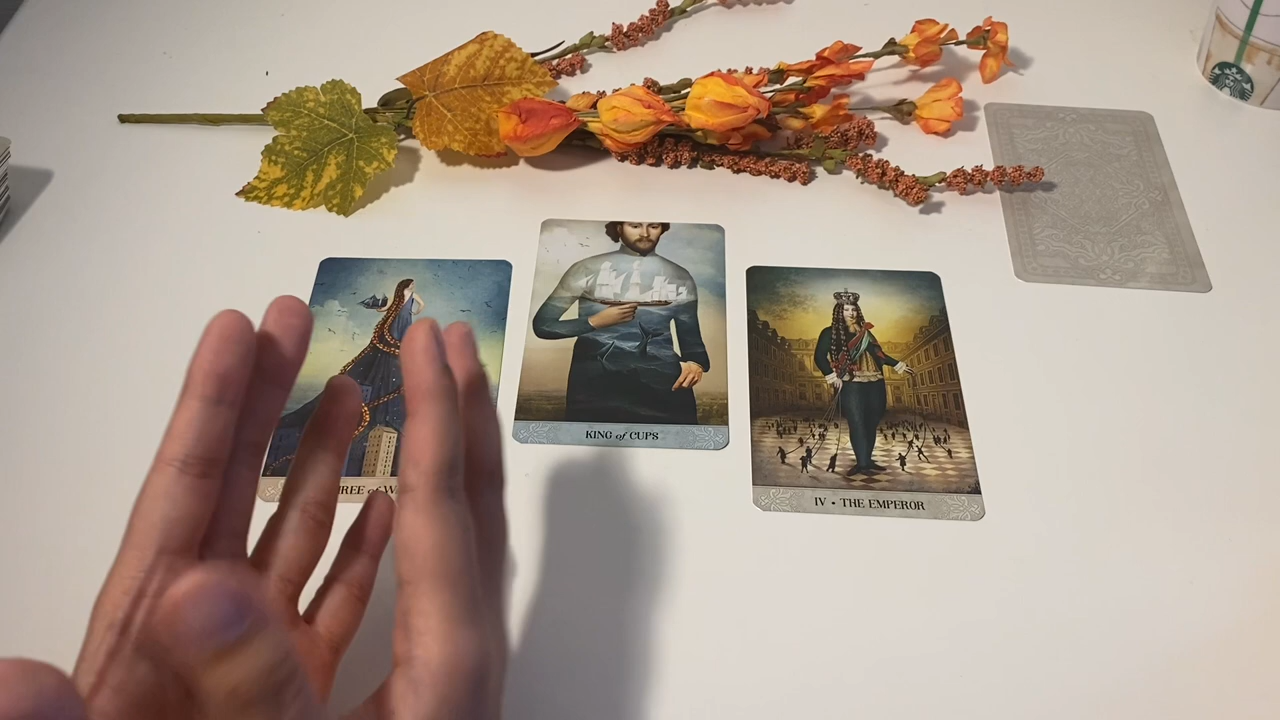 KING of CUPS
IV • THE EMPEROR